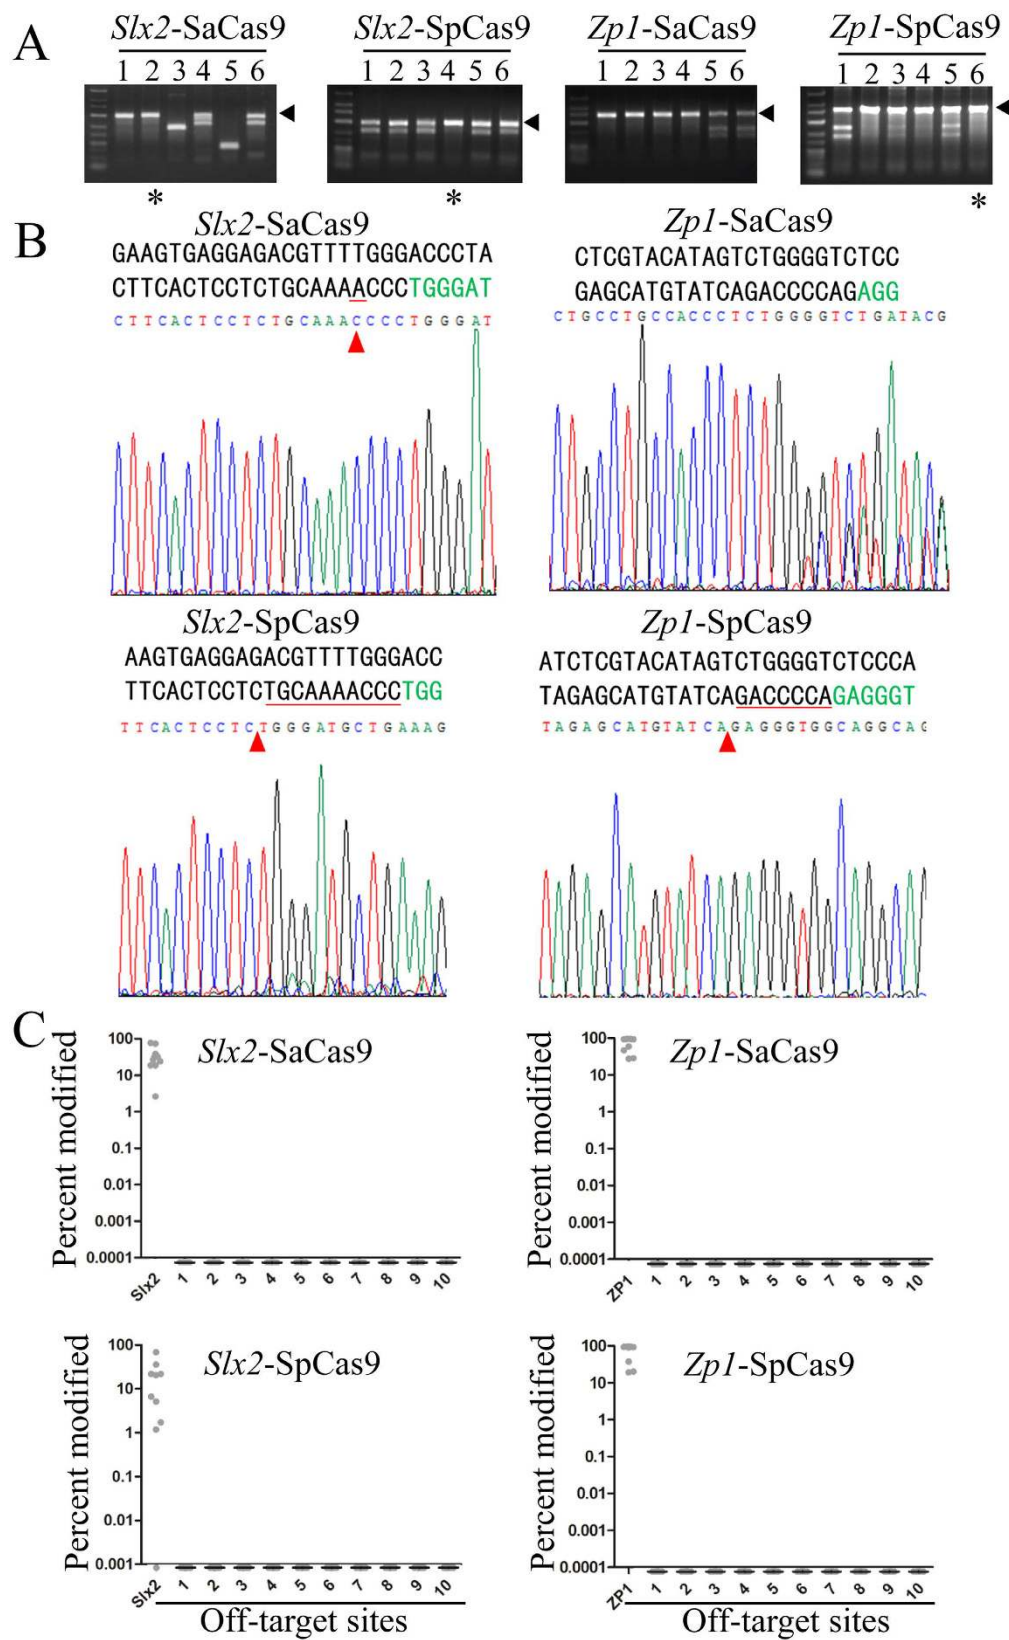 A
Slx2-SaCas9 Slx2-SpCas9 Zp1-SaCas9 Zp1-SpCas9
1 2 3 4 5 6 1 2 3 4 5 6 1 2 3 4 5 6 1 2 3 4 5 6
* * *
B
Slx2-SaCas9
GAAGTGAGGAGACGTTTTGGGACCCTA
CTTCACTCCTCTGCAAAACCCTGGGAT
CTTCACTCCTCTGCAAACCCCTGGGAT
Zp1-SaCas9
CTCGTACATAGTCTGGGGTCTCC
GAGCATGTATCAGACCCCAGAGG
CTGCCTGCCACCCTCTGGGGTCTGATACG
Slx2-SpCas9
AAGTGAGGAGACGTTTTGGGACC
TTCACTCCTCTGCAAAACCCTGG
TTCACTCCTCTGGGATGCTGAAAG
Zp1-SpCas9
ATCTCGTACATAGTCTGGGGTCTCCCA
TAGAGCATGTATCAGACCCCAGAGGGT
TAGAGCATGTATCAGAGGGTGGCAGGCAG
C
Slx2-SaCas9
Percent modified
100
10
1
0.1
0.01
0.001
0.0001
Slx2 1 2 3 4 5 6 7 8 9 10
Zp1-SaCas9
Percent modified
100
10
1
0.1
0.01
0.001
0.0001
ZP1 1 2 3 4 5 6 7 8 9 10
Slx2-SpCas9
Percent modified
100
10
1
0.1
0.01
0.001
Slx2 1 2 3 4 5 6 7 8 9 10
Off-target sites
Zp1-SpCas9
Percent modified
100
10
1
0.1
0.01
0.001
0.0001
ZP1 1 2 3 4 5 6 7 8 9 10
Off-target sites